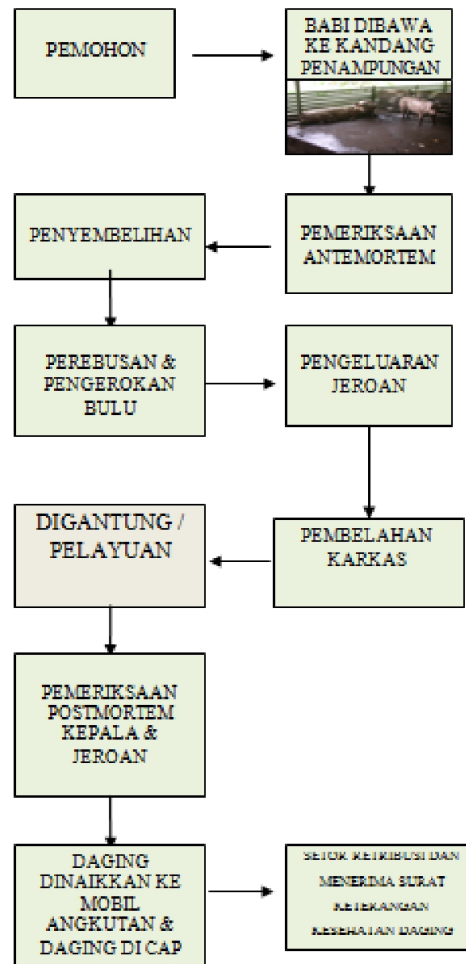 PEMOHON
BABI DIBAWA
KE KANDANG
PENAMPUNGAN
PEMERIKSAAN
ANTEMORTEM
PENYEMBELIHAN
PEREBUSAN &
PENGEROKAN
BULU
PENGELUARAN
JEROAN
PEMBELAHAN
KARKAS
DIGANTUNG /
PELAYUAN
PEMERIKSAAN
POSTMORTEM
KEPALA &
JEROAN
DAGING
DINAIKKAN KE
MOBIL
ANGKUTAN &
DAGING DI CAP
SETOR RETRIBUSI DAN
MENERIMA SURAT
KETERANGAN
KESEHATAN DAGING